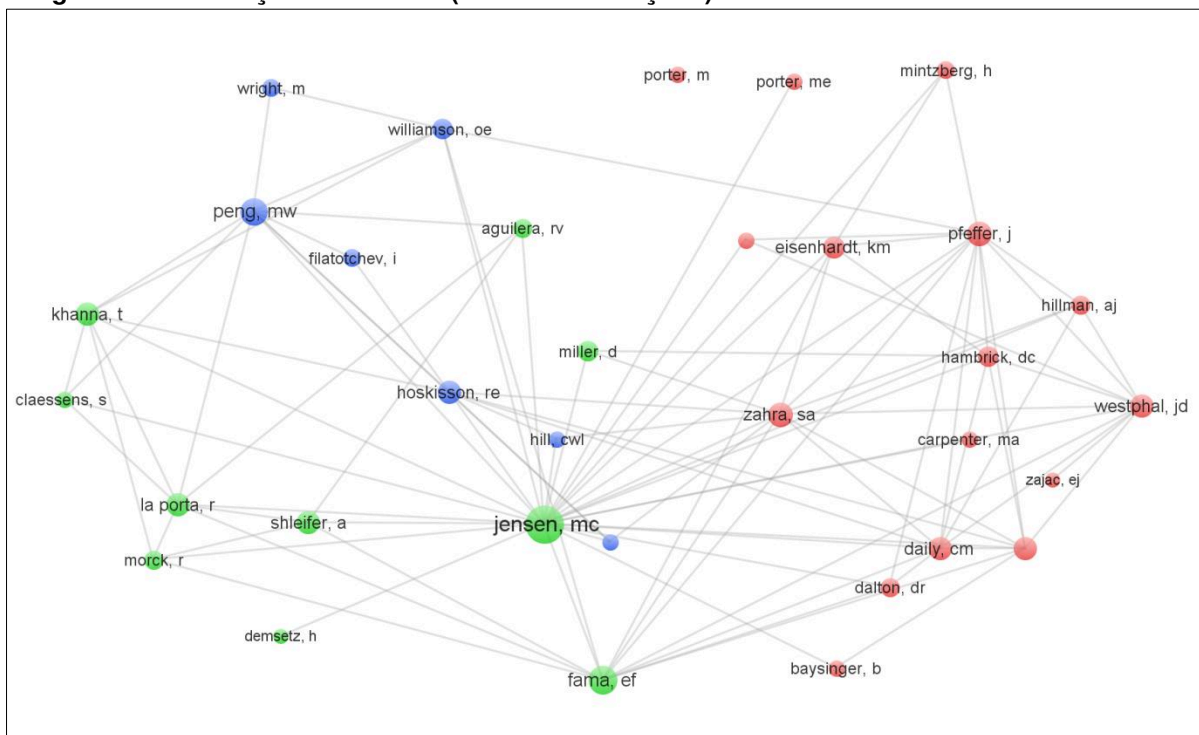 wright, m
porter, m
porter, me
mintzberg, h
williamson, oe
peng, mw
aguilera, rv
filatotchev, i
eisenhardt, km
pfeffer, j
khanna, t
hillman, aj
miller, d
hambrick, dc
claessens, s
hoskisson, re
zahra, sa
westphal, jd
hill, cwl
carpenter, ma
zajac, ej
la porta, r
shleifer, a
jensen, mc
morck, r
daily, cm
dalton, dr
demsetz, h
fama, ef
baysinger, b